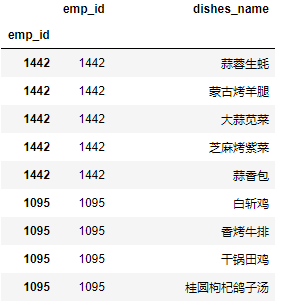 emp_id dishes_name
emp_id
1442 1442 蒜蓉生蚝
1442 1442 蒙古烤羊腿
1442 1442 大蒜苋菜
1442 1442 芝麻烤紫菜
1442 1442 蒜香包
1095 1095 白斩鸡
1095 1095 香烤牛排
1095 1095 干锅田鸡
1095 1095 桂圆枸杞鸽子汤